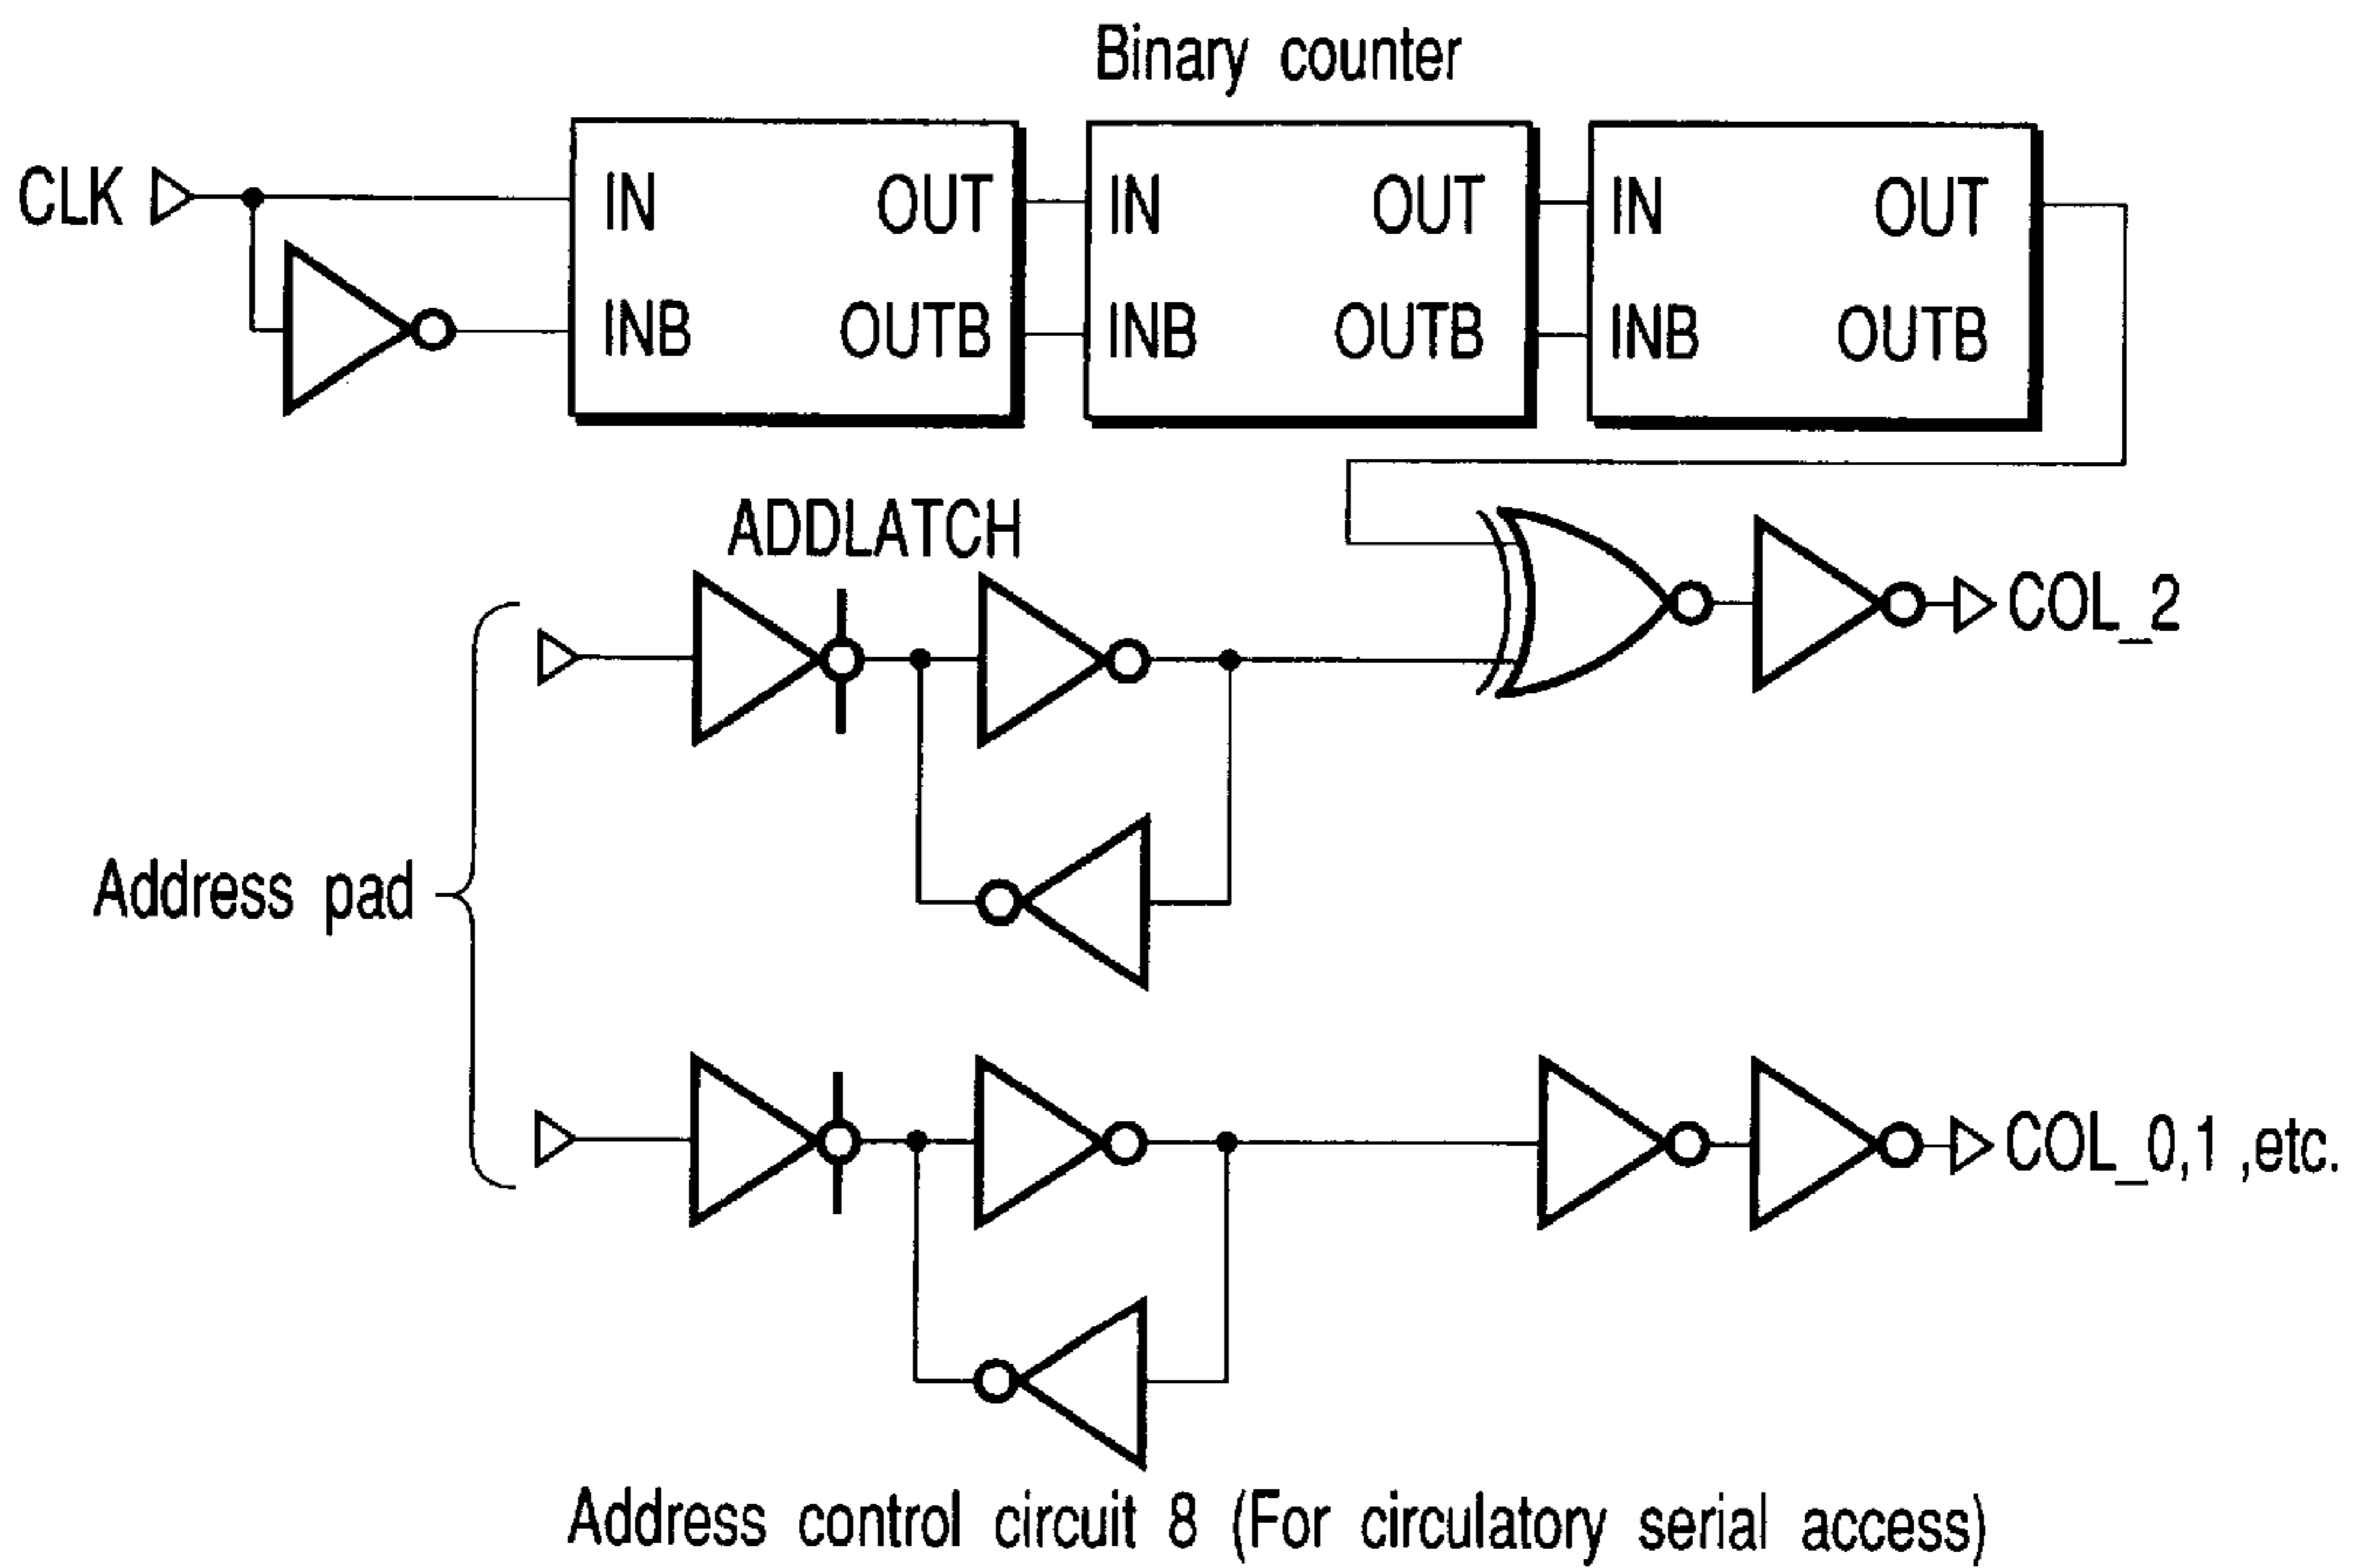 Binary counter
CLK
IN
OUT
INB
OUTB
IN
OUT
INB
OUTB
IN
OUT
INB
OUTB
ADDLATCH
COL_2
Address pad
COL_0,1,etc.
Address control circuit 8 (For circulatory serial access)